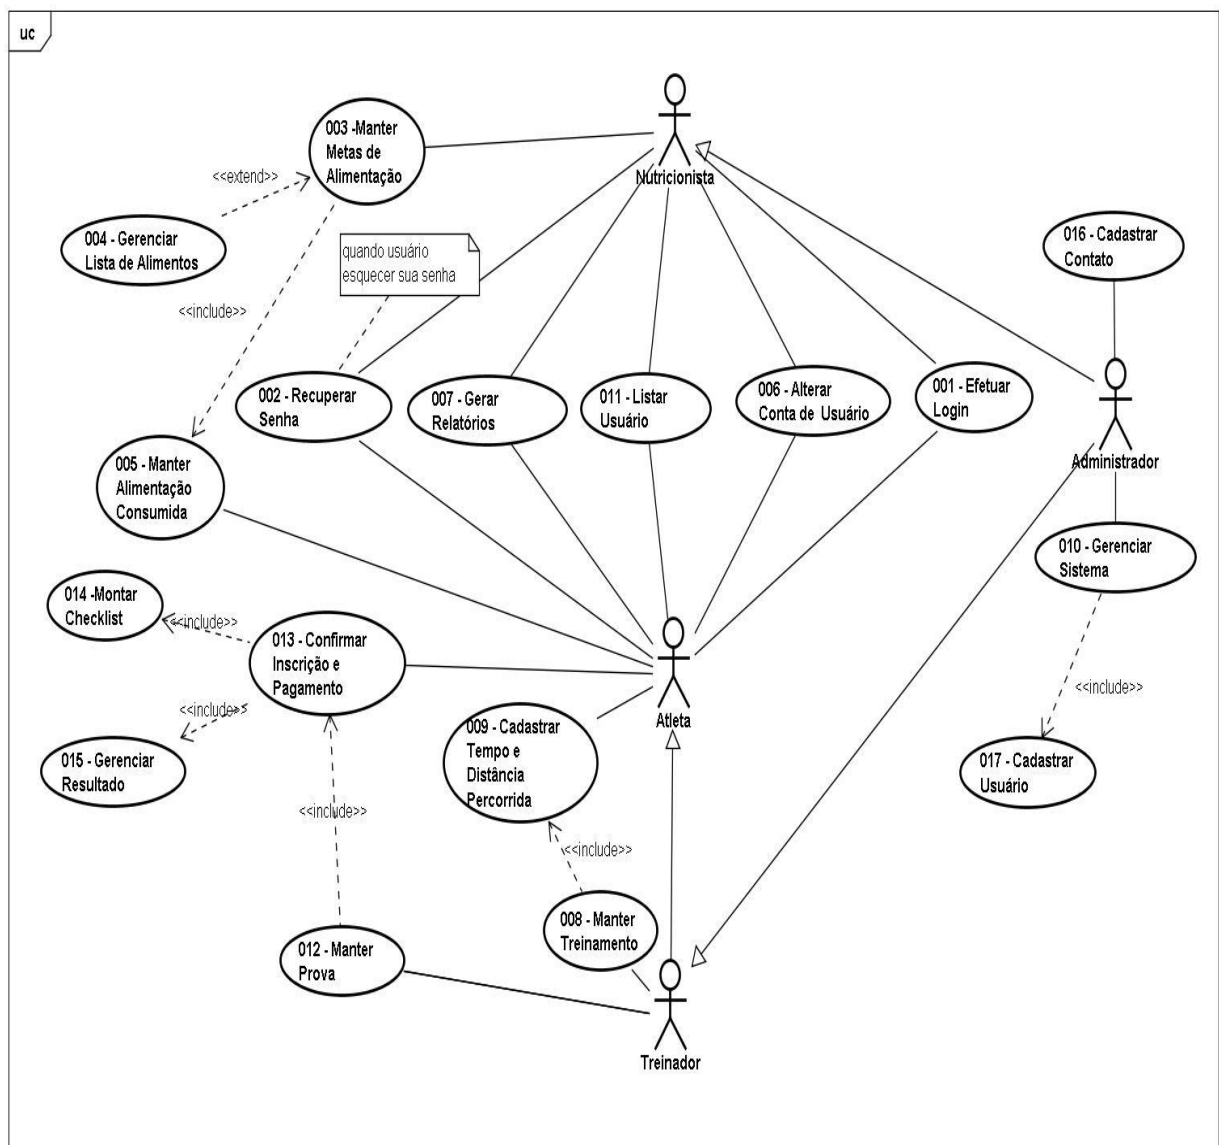 uc
003 -Manter
Metas de
Alimentação
Nutricionista
<<extend>>
004 - Gerenciar
Lista de Alimentos
quando usuário
esquecer sua senha
016 - Cadastrar
Contato
<<include>>
002 - Recuperar
Senha
007 - Gerar
Relatórios
011 - Listar
Usuário
006 - Alterar
Conta de Usuário
001 - Efetuar
Login
Administrador
005 - Manter
Alimentação
Consumida
010 - Gerenciar
Sistema
014 -Montar
Checklist
<<include>>
013 - Confirmar
Inscrição e
Pagamento
<<include>>
Atleta
<<include>>
009 - Cadastrar
Tempo e
Distância
Percorrida
015 - Gerenciar
Resultado
017 - Cadastrar
Usuário
<<include>>
<<include>>
008 - Manter
Treinamento
012 - Manter
Prova
Treinador